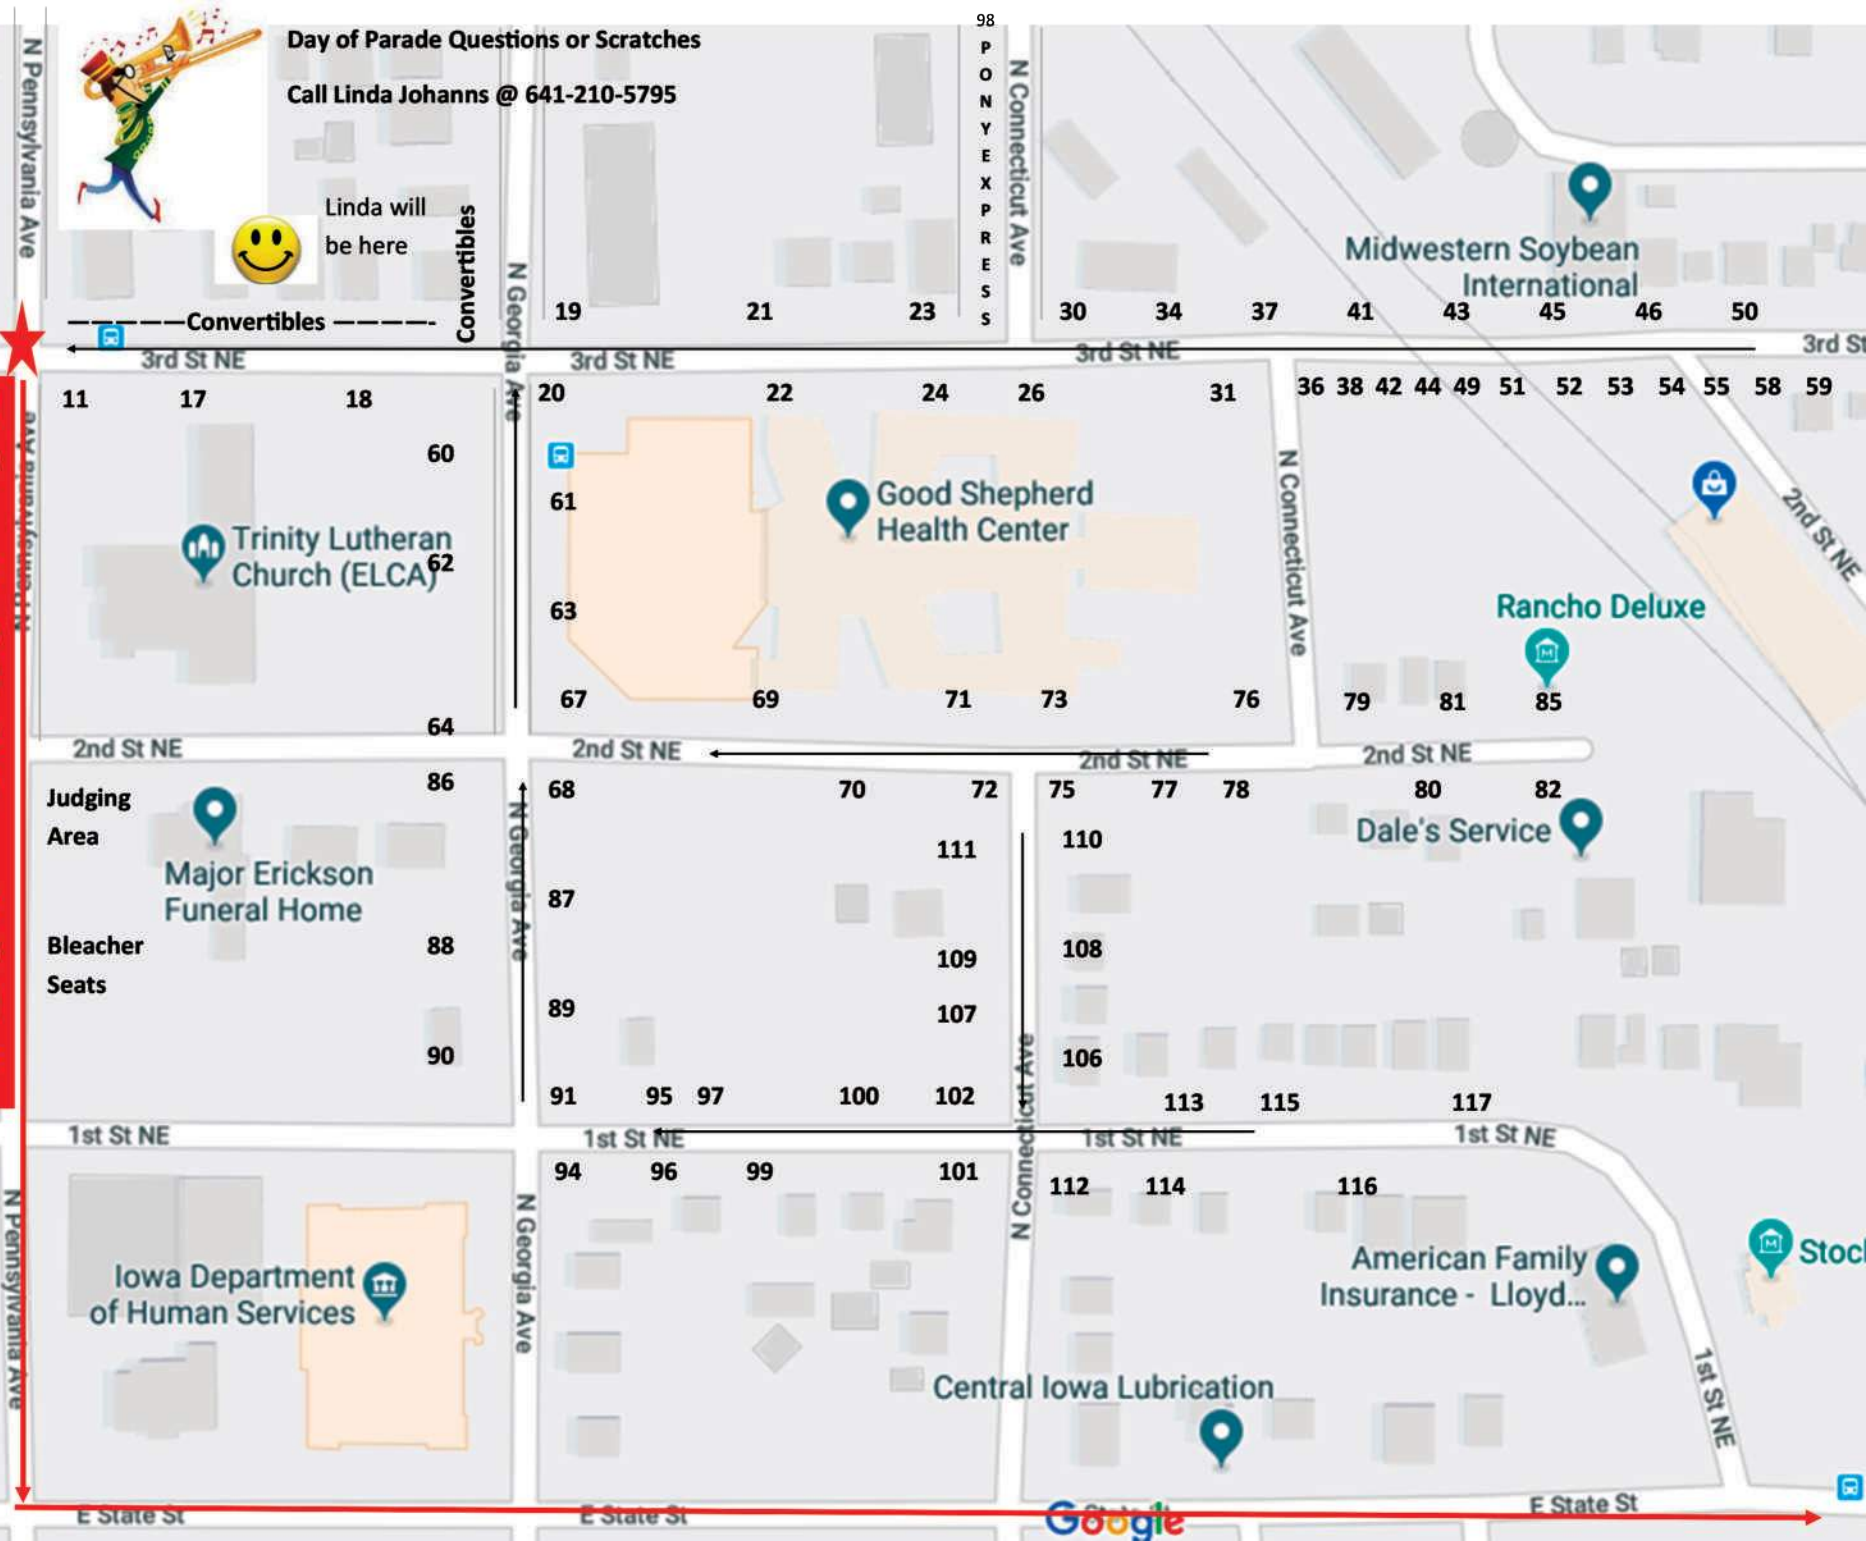 98
PONY EXPRESS
Day of Parade Questions or Scratches
Call Linda Johanns @ 641-210-5795
N Pennsylvania Ave
N Connecticut Ave
Linda will
be here
Convertibles
N Georgia Ave
Midwestern Soybean
International
—————Convertibles —————-
19 21 23 30 34 37 41 43 45 46 50
3rd St NE
3rd St NE
3rd St NE
3rd St
11 17 18 20 22 24 26 31 36 38 42 44 49 51 52 53 54 55 58 59
N Pennsylvania Ave
60
61
62
63
64
Trinity Lutheran
Church (ELCA)
Good Shepherd
Health Center
N Connecticut Ave
2nd St NE
Rancho Deluxe
67 69 71 73 76 79 81 85
2nd St NE
2nd St NE
2nd St NE
2nd St NE
Judging
Area
86 68 70 72 75 77 78 80 82
Dale's Service
111 110
Major Erickson
Funeral Home
N Georgia Ave
87
Bleacher
Seats
88 109 108
89 107
90 106
91 95 97 100 102 113 115 117
1st St NE
1st St NE
1st St NE
1st St NE
N Connecticut Ave
94 96 99 101 112 114 116
N Pennsylvania Ave
N Georgia Ave
Iowa Department
of Human Services
American Family
Insurance - Lloyd...
Stoc
Central Iowa Lubrication
1st St NE
E State St
E State St
Google
E State St